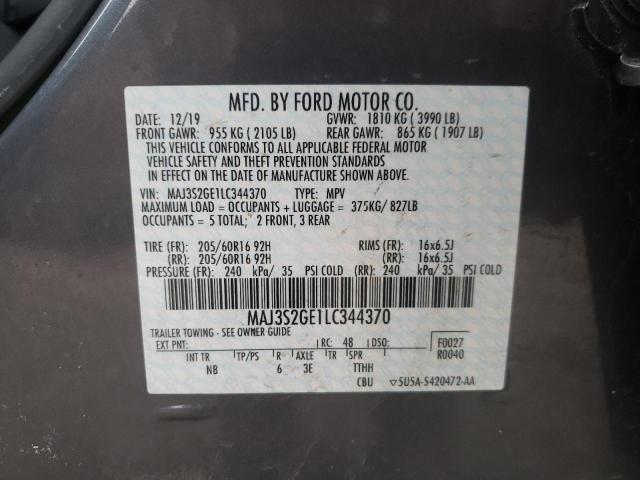 MFD. BY FORD MOTOR CO.
DATE: 12/19 GVWR: 1810 KG ( 3990 LB)
FRONT GAWR: 955 KG ( 2105 LB) REAR GAWR: 865 KG ( 1907 LB)
THIS VEHICLE CONFORMS TO ALL APPLICABLE FEDERAL MOTOR
VEHICLE SAFETY AND THEFT PREVENTION STANDARDS
IN EFFECT ON THE DATE OF MANUFACTURE SHOWN ABOVE.
VIN: MAJ3S2GE1LC344370 TYPE: MPV
MAXIMUM LOAD = OCCUPANTS + LUGGAGE = 375KG/ 827LB
OCCUPANTS = 5 TOTAL; 2 FRONT, 3 REAR
TIRE (FR): 205/60R16 92H RIMS (FR): 16x6.5J
(RR): 205/60R16 92H (RR): 16x6.5J
PRESSURE (FR): 240 kPa/ 35 PSI COLD (RR): 240 kPa/ 35 PSI COLD
MAJ3S2GE1LC344370
TRAILER TOWING - SEE OWNER GUIDE
EXT PNT: RC: 48 DSO: F0027
R0040
INT TR TP/PS R AXLE TR SPR
NB 6 3E TTHH
CBU ▽5U5A-5420472-AA